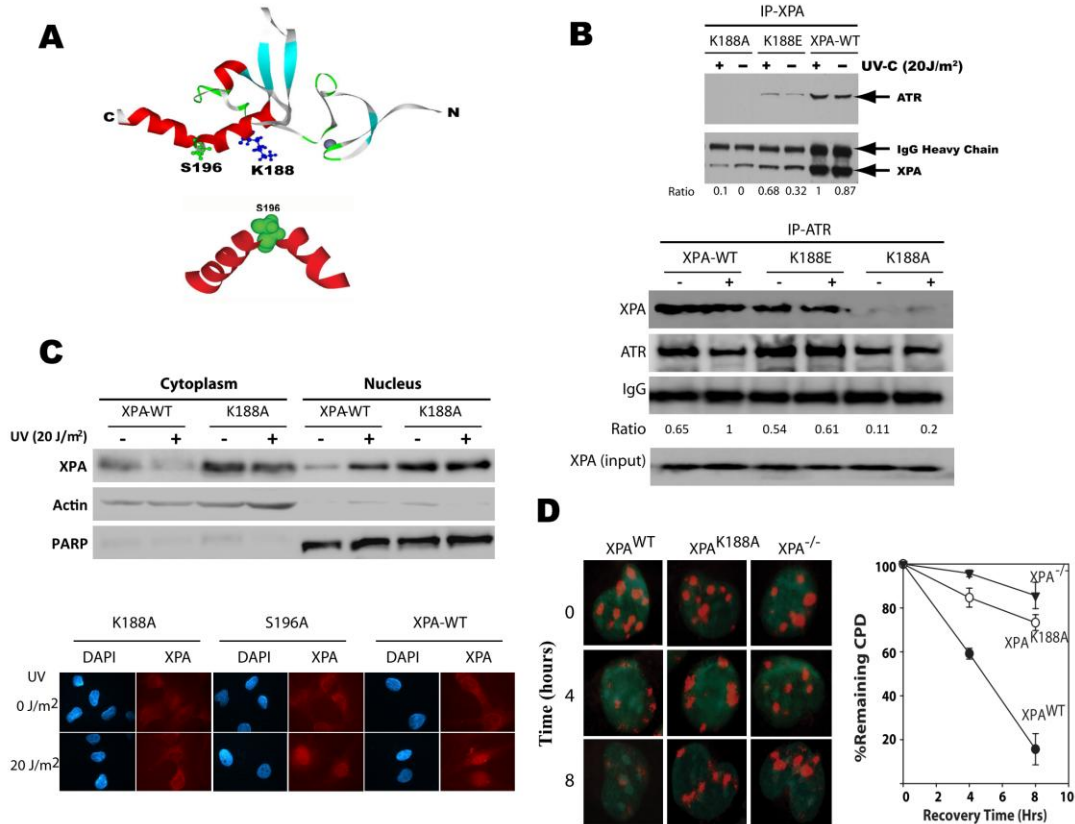 A
C
N
S196
K188
S196
B
IP-XPA
K188A K188E XPA-WT
+ - + - + - UV-C (20J/m²)
ATR
IgG Heavy Chain
XPA
Ratio 0.1 0 0.68 0.32 1 0.87
IP-ATR
XPA-WT K188E K188A
- + - + - +
XPA
ATR
IgG
Ratio 0.65 1 0.54 0.61 0.11 0.2
XPA (input)
C
Cytoplasm Nucleus
XPA-WT K188A XPA-WT K188A
UV (20 J/m²) - + - + - + - +
XPA
Actin
PARP
K188A S196A XPA-WT
DAPI XPA DAPI XPA DAPI XPA
UV
0 J/m²
20 J/m²
D
XPA^WT XPA^K188A XPA^-/-
Time (hours)
0
4
8
%Remaining CPD
100
80
60
40
20
XPA^-/-
XPA^K188A
XPA^WT
0 2 4 6 8 10
Recovery Time (Hrs)